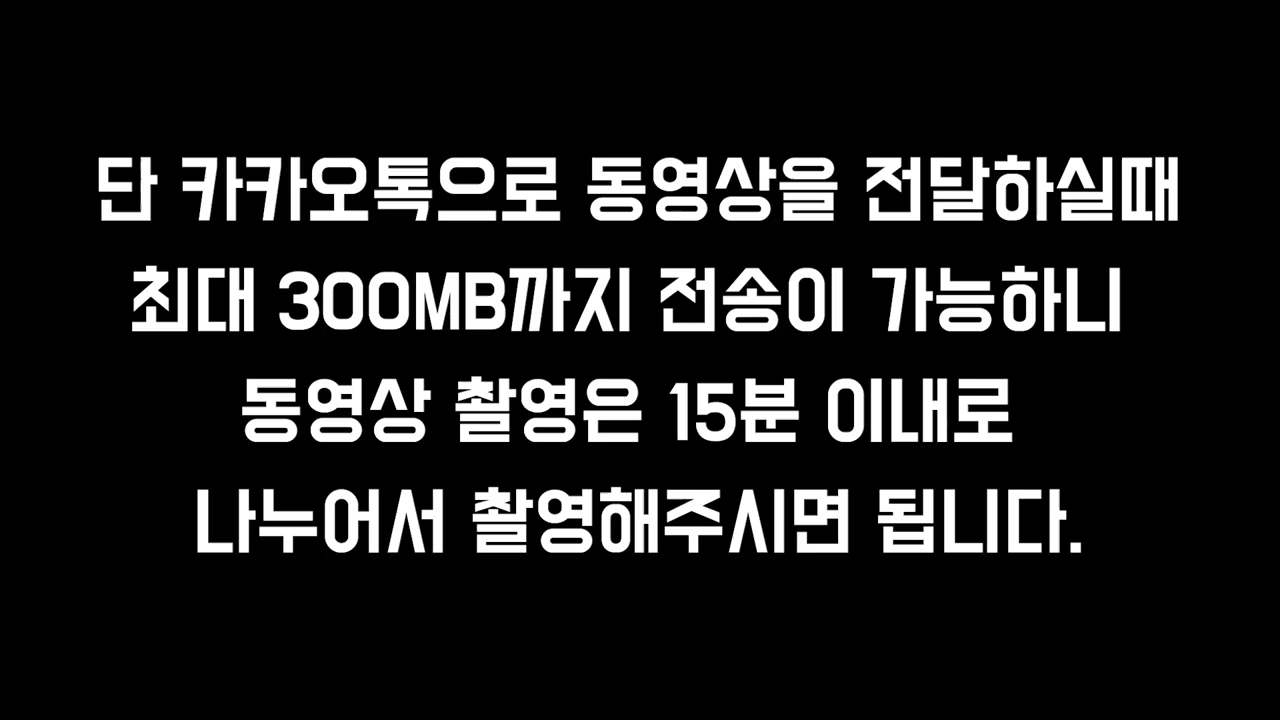 단 카카오톡으로 동영상을 전달하실때
최대 300MB까지 전송이 가능하니
동영상 촬영은 15분 이내로
나누어서 촬영해주시면 됩니다.